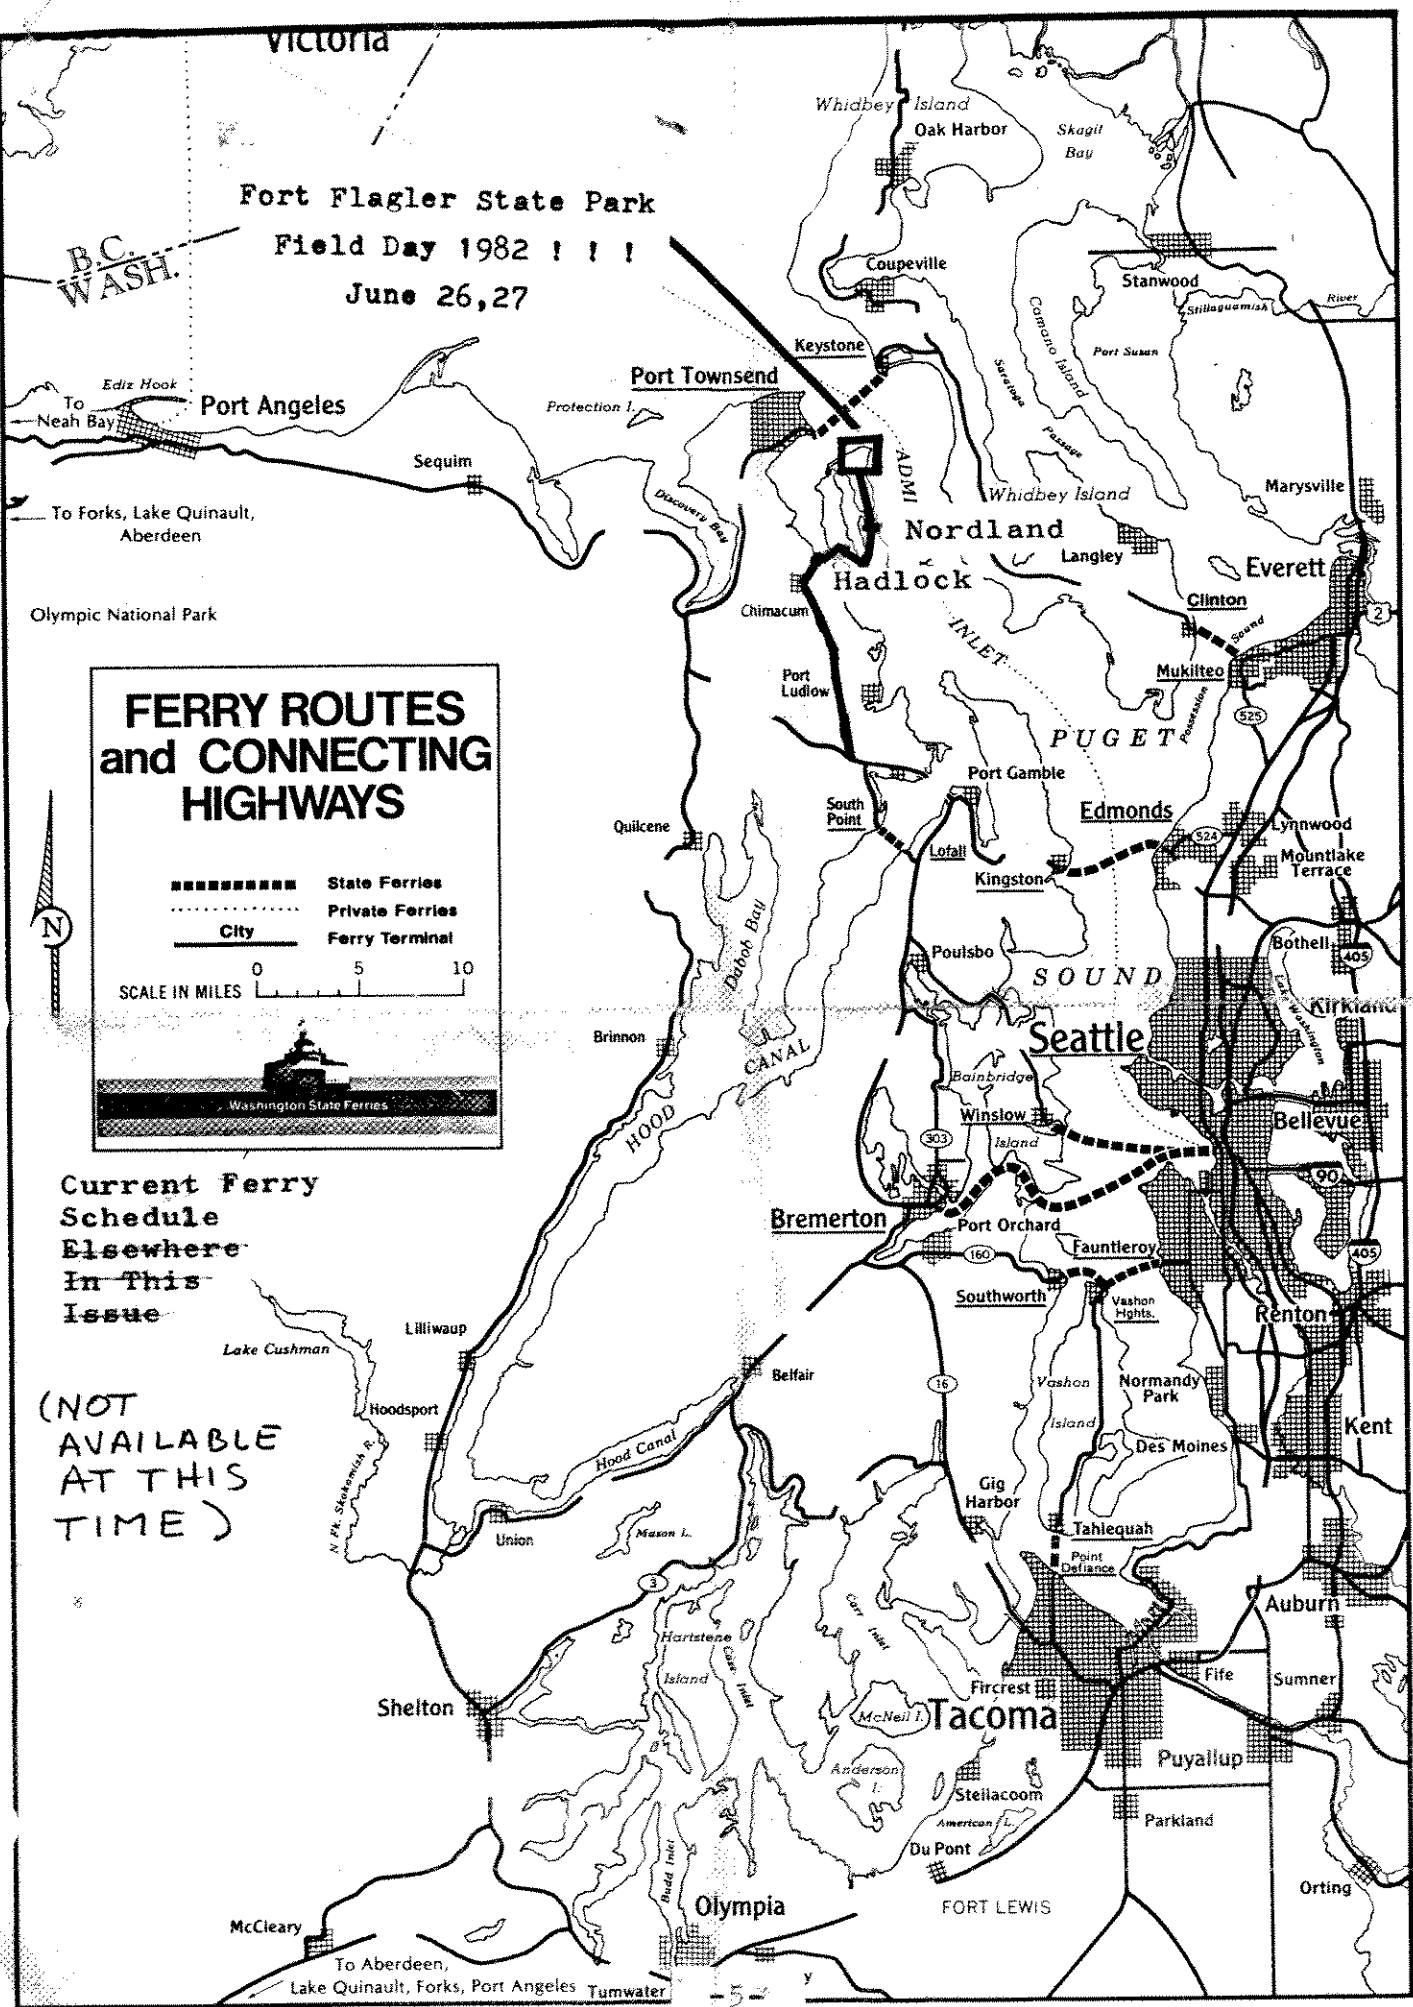 Victoria
Whidbey Island
Oak Harbor
Skagit
Bay
Fort Flagler State Park
Field Day 1982 ! ! !
June 26,27
B.C.
WASH.
Coupeville
Stanwood
Stillaguamish River
Camano Island
Port Susan
Saratoga
Passage
Keystone
Port Townsend
Protection I.
Ediz Hook
To
Neah Bay
Port Angeles
Sequim
Discovery Bay
ADMI
Whidbey Island
Marysville
To Forks, Lake Quinault,
Aberdeen
Nordland
Langley
Everett
Hadlock
Chimacum
Clinton
2
Olympic National Park
INLET
Sound
Mukilteo
Possession
525
Port
Ludlow
FERRY ROUTES
and CONNECTING
HIGHWAYS
State Ferries
Private Ferries
City
Ferry Terminal
0 5 10
SCALE IN MILES
Washington State Ferries
N
PUGET
Port Gamble
Edmonds
South
Point
Quilcene
Lofall
524
Lynnwood
Mountlake
Terrace
Kingston
Dabob Bay
Poulsbo
Bothell
405
SOUND
Lake Washington
Kirkland
Seattle
Brinnon
CANAL
HOOD
Bainbridge
Winslow
Island
303
Bellevue
90
Current Ferry
Schedule
Elsewhere
In This
Issue
Bremerton
Port Orchard
160
Fauntleroy
405
Southworth
Vashon
Hghts.
Renton
Lilliwaup
Lake Cushman
Belfair
16
Vashon
Island
Normandy
Park
(NOT
AVAILABLE
AT THIS
TIME)
Hoodsport
N Fk. Skokomish R.
Hood Canal
Kent
Des Moines
Gig
Harbor
Union
Mason L.
Tahlequah
Point
Defiance
3
Carr Inlet
Auburn
Hartstene
Island
Case Inlet
Fife
Sumner
Fircrest
Shelton
McNeil I.
Tacoma
Puyallup
Anderson
I.
Steilacoom
American L.
Parkland
Du Pont
Budd Inlet
Orting
Olympia
FORT LEWIS
McCleary
To Aberdeen,
Lake Quinault, Forks, Port Angeles
Tumwater
-5-
y